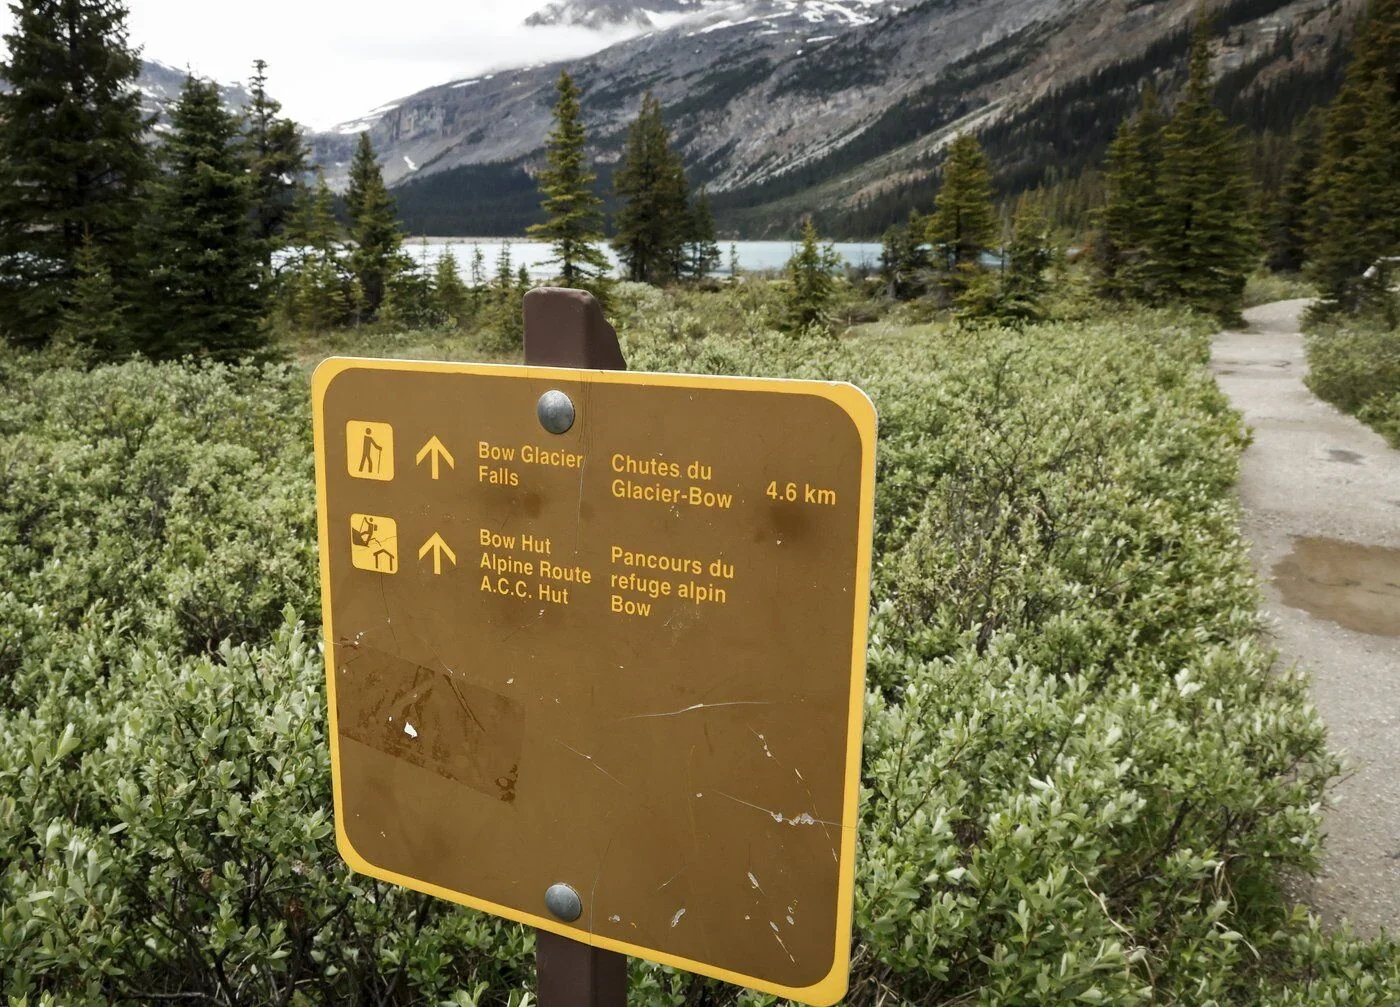 Bow Glacier
Falls
Chutes du
Glacier-Bow
4.6 km
Bow Hut
Alpine Route
A.C.C. Hut
Pancours du
refuge alpin
Bow